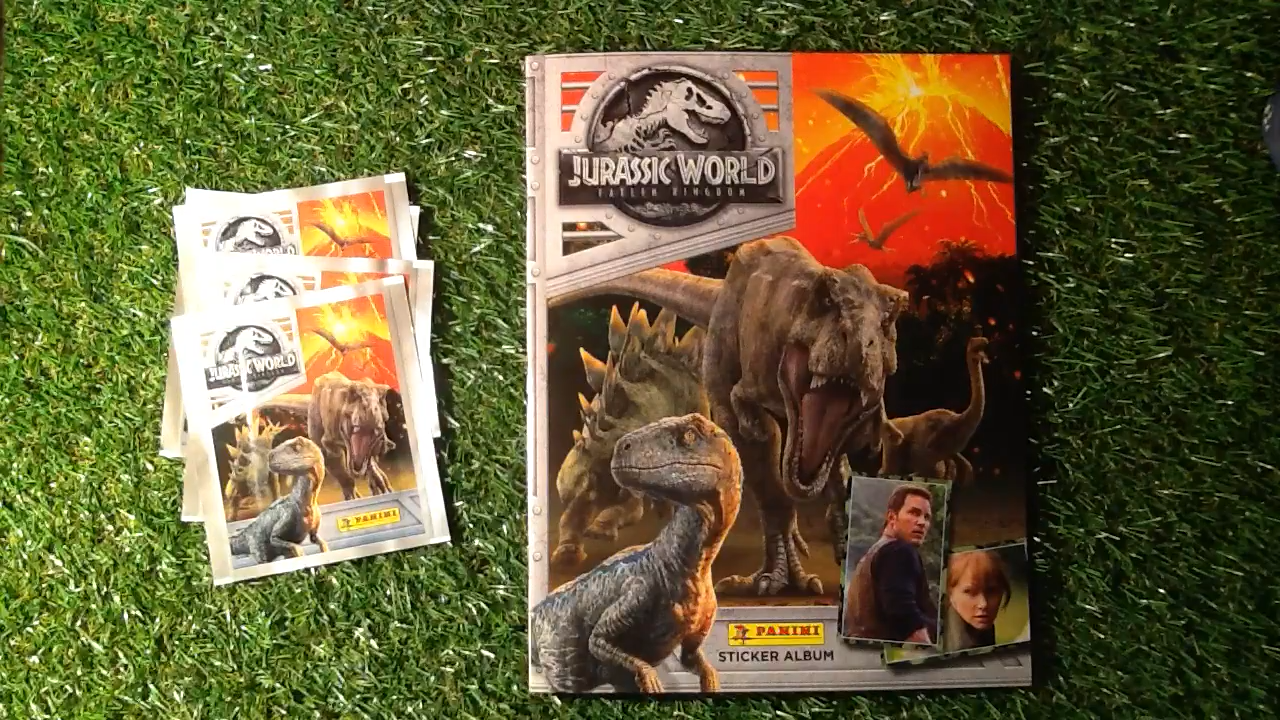 JURASSIC WORLD
FALLEN KINGDOM
PANINI
STICKER ALBUM
JURASSIC WORLD
PANINI